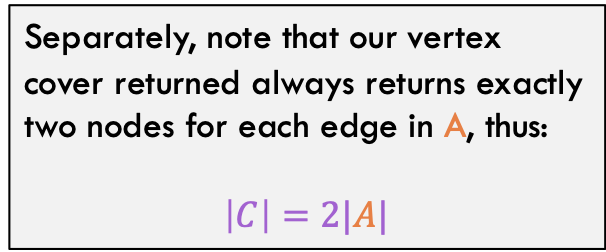 Separately, note that our vertex
cover returned always returns exactly
two nodes for each edge in A, thus:
|C| = 2|A|